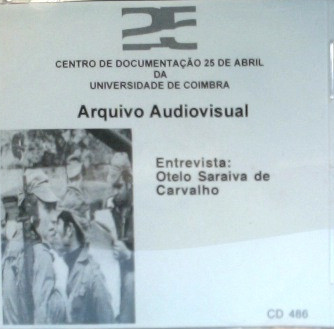 CENTRO DE DOCUMENTAÇÃO 25 DE ABRIL
DA
UNIVERSIDADE DE COIMBRA
Arquivo Audiovisual
Entrevista:
Otelo Saraiva de
Carvalho
CD 486